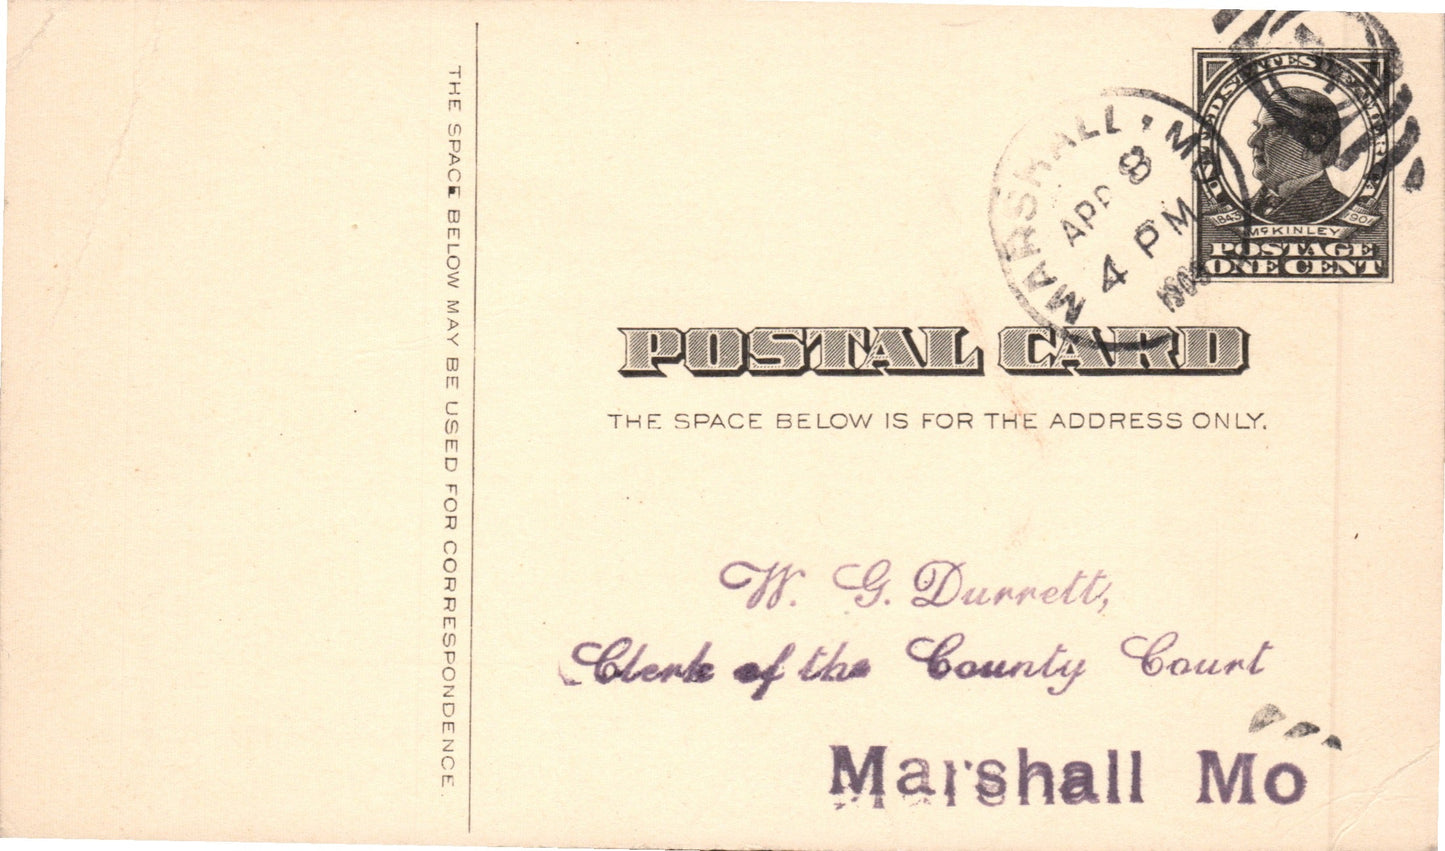 THE SPACE BELOW MAY BE USED FOR CORRESPONDENCE.
MARSHALL, MO.
APR 8
4 PM
UNITED STATES OF AMERICA
1843 1901
McKINLEY
POSTAGE
ONE CENT
POSTAL CARD
THE SPACE BELOW IS FOR THE ADDRESS ONLY.
W. G. Durrett,
Clerk of the County Court
Marshall Mo